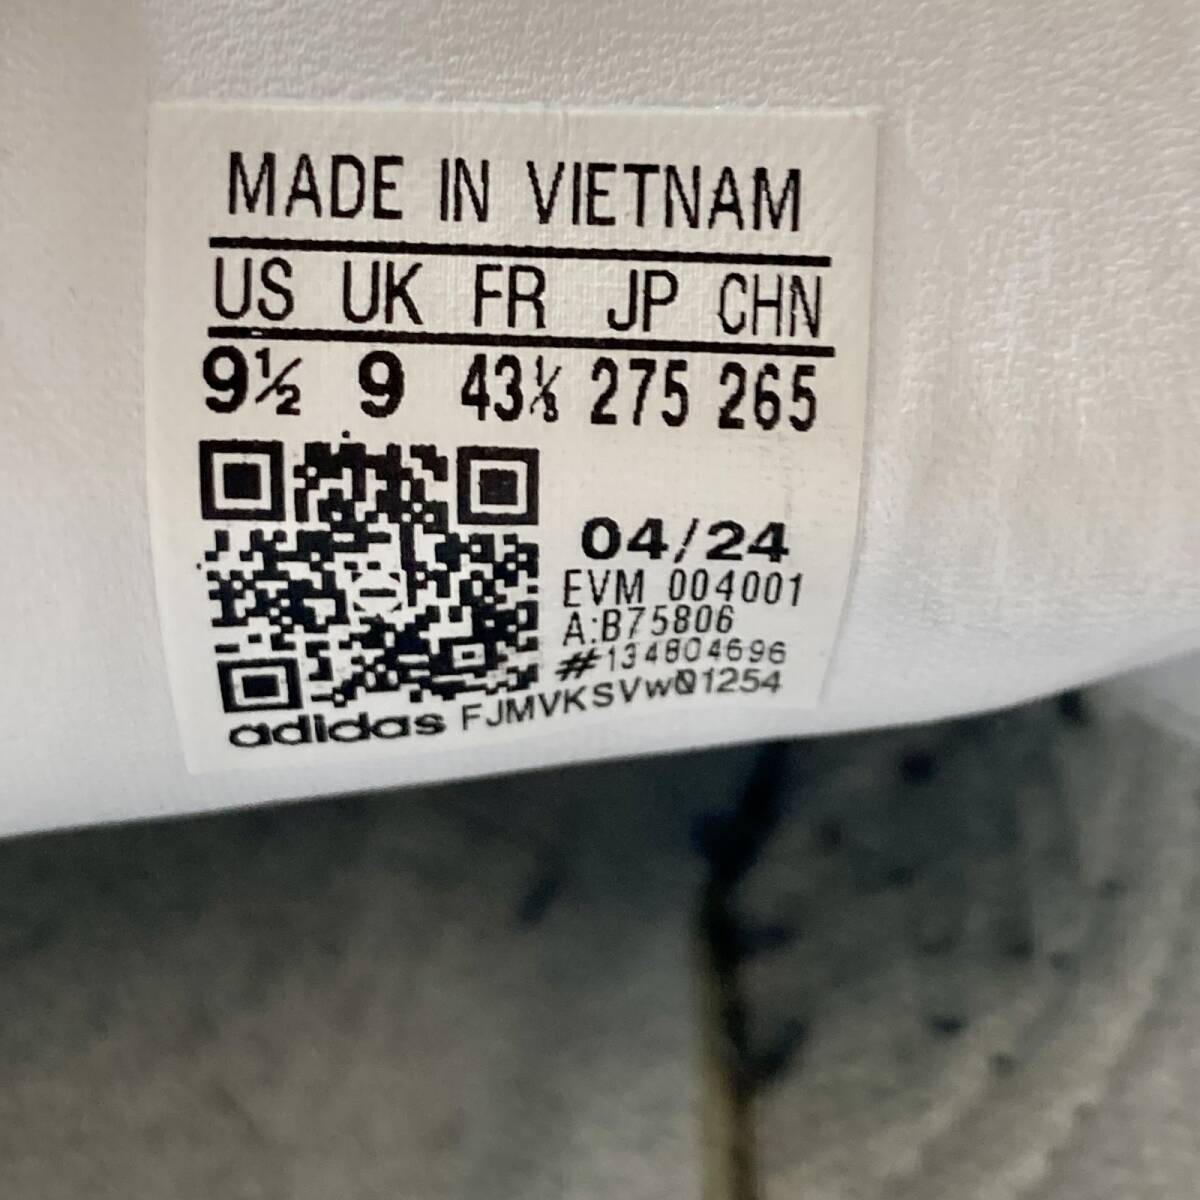 MADE IN VIETNAM
US UK FR JP CHN
9½ 9 43⅓ 275 265
04/24
EVM 004001
A:B75806
#134804696
adidas FJMVKSVw01254